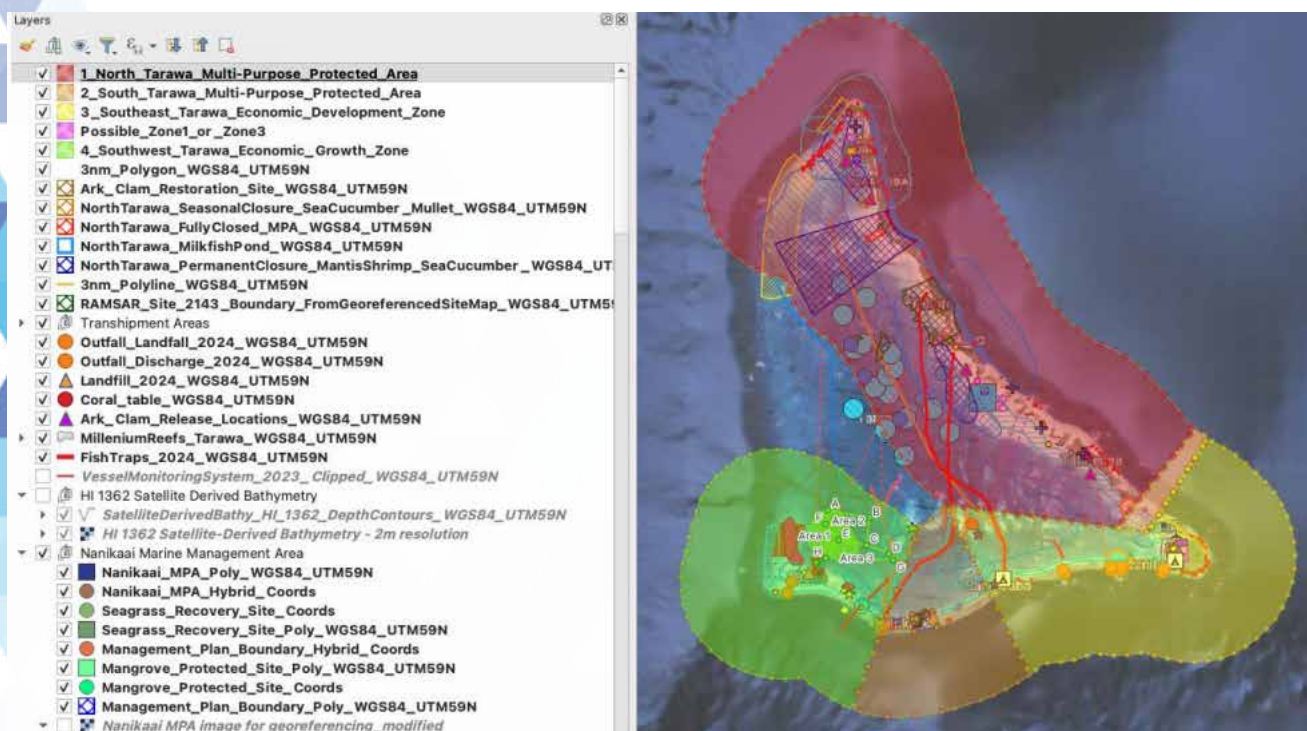 Layers
1_North_Tarawa_Multi-Purpose_Protected_Area
2_South_Tarawa_Multi-Purpose_Protected_Area
3_Southeast_Tarawa_Economic_Development_Zone
Possible_Zone1_or_Zone3
4_Southwest_Tarawa_Economic_Growth_Zone
3nm_Polygon_WGS84_UTM59N
Ark_Clam_Restoration_Site_WGS84_UTM59N
NorthTarawa_SeasonalClosure_SeaCucumber_Mullet_WGS84_UTM59N
NorthTarawa_FullyClosed_MPA_WGS84_UTM59N
NorthTarawa_MilkfishPond_WGS84_UTM59N
NorthTarawa_PermanentClosure_MantisShrimp_SeaCucumber_WGS84_UT
3nm_Polyline_WGS84_UTM59N
RAMSAR_Site_2143_Boundary_FromGeoreferencedSiteMap_WGS84_UTM5
Transhipment Areas
Outfall_Landfall_2024_WGS84_UTM59N
Outfall_Discharge_2024_WGS84_UTM59N
Landfill_2024_WGS84_UTM59N
Coral_table_WGS84_UTM59N
Ark_Clam_Release_Locations_WGS84_UTM59N
MilleniumReefs_Tarawa_WGS84_UTM59N
FishTraps_2024_WGS84_UTM59N
VesselMonitoringSystem_2023_Clipped_WGS84_UTM59N
HI 1362 Satellite Derived Bathymetry
SatelliteDerivedBathy_HI_1362_DepthContours_WGS84_UTM59N
HI 1362 Satellite-Derived Bathymetry - 2m resolution
Nanikaai Marine Management Area
Nanikaai_MPA_Poly_WGS84_UTM59N
Nanikaai_MPA_Hybrid_Coords
Seagrass_Recovery_Site_Coords
Seagrass_Recovery_Site_Poly_WGS84_UTM59N
Management_Plan_Boundary_Hybrid_Coords
Mangrove_Protected_Site_Poly_WGS84_UTM59N
Mangrove_Protected_Site_Coords
Management_Plan_Boundary_Poly_WGS84_UTM59N
Nanikaai MPA image for georeferencing_modified
A
B
F
Area 2
Area 1
E
C
D
H
Area 3
G